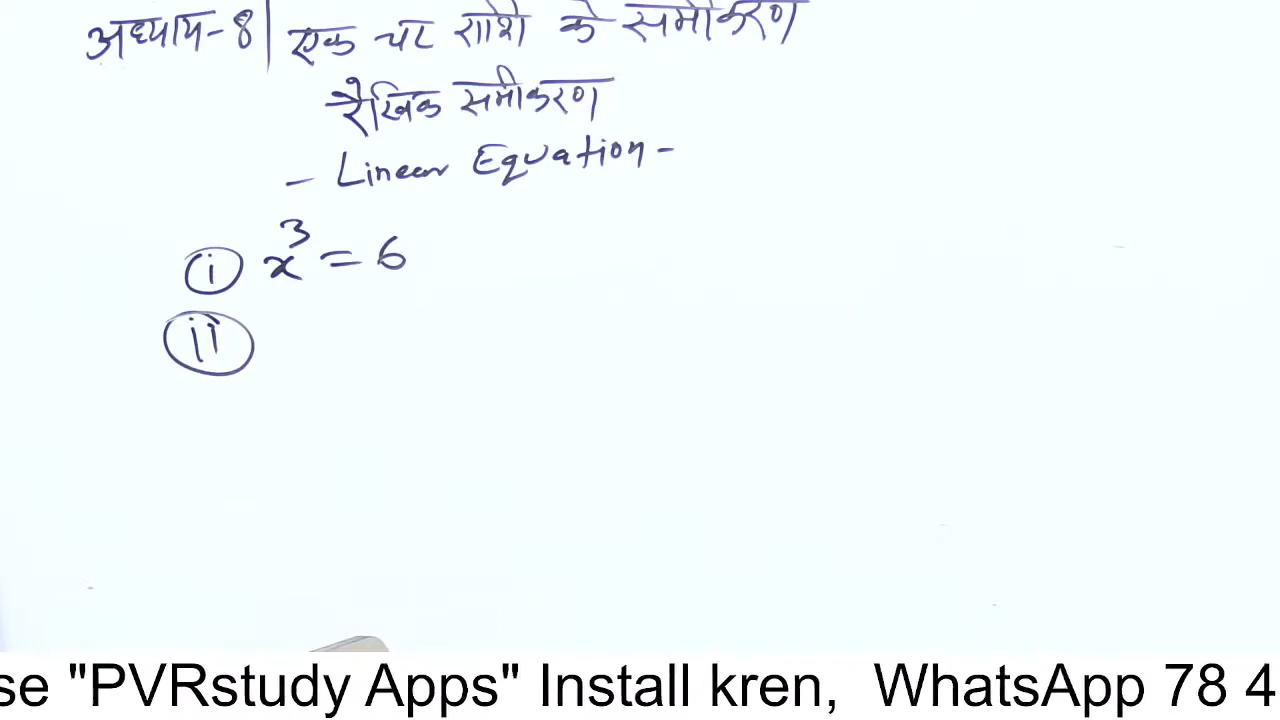 अध्याय-8 | एक चर राशि के समीकरण
रैखिक समीकरण
- Linear Equation -
(i) x³ = 6
(ii)
se "PVRstudy Apps" Install kren, WhatsApp 78 4